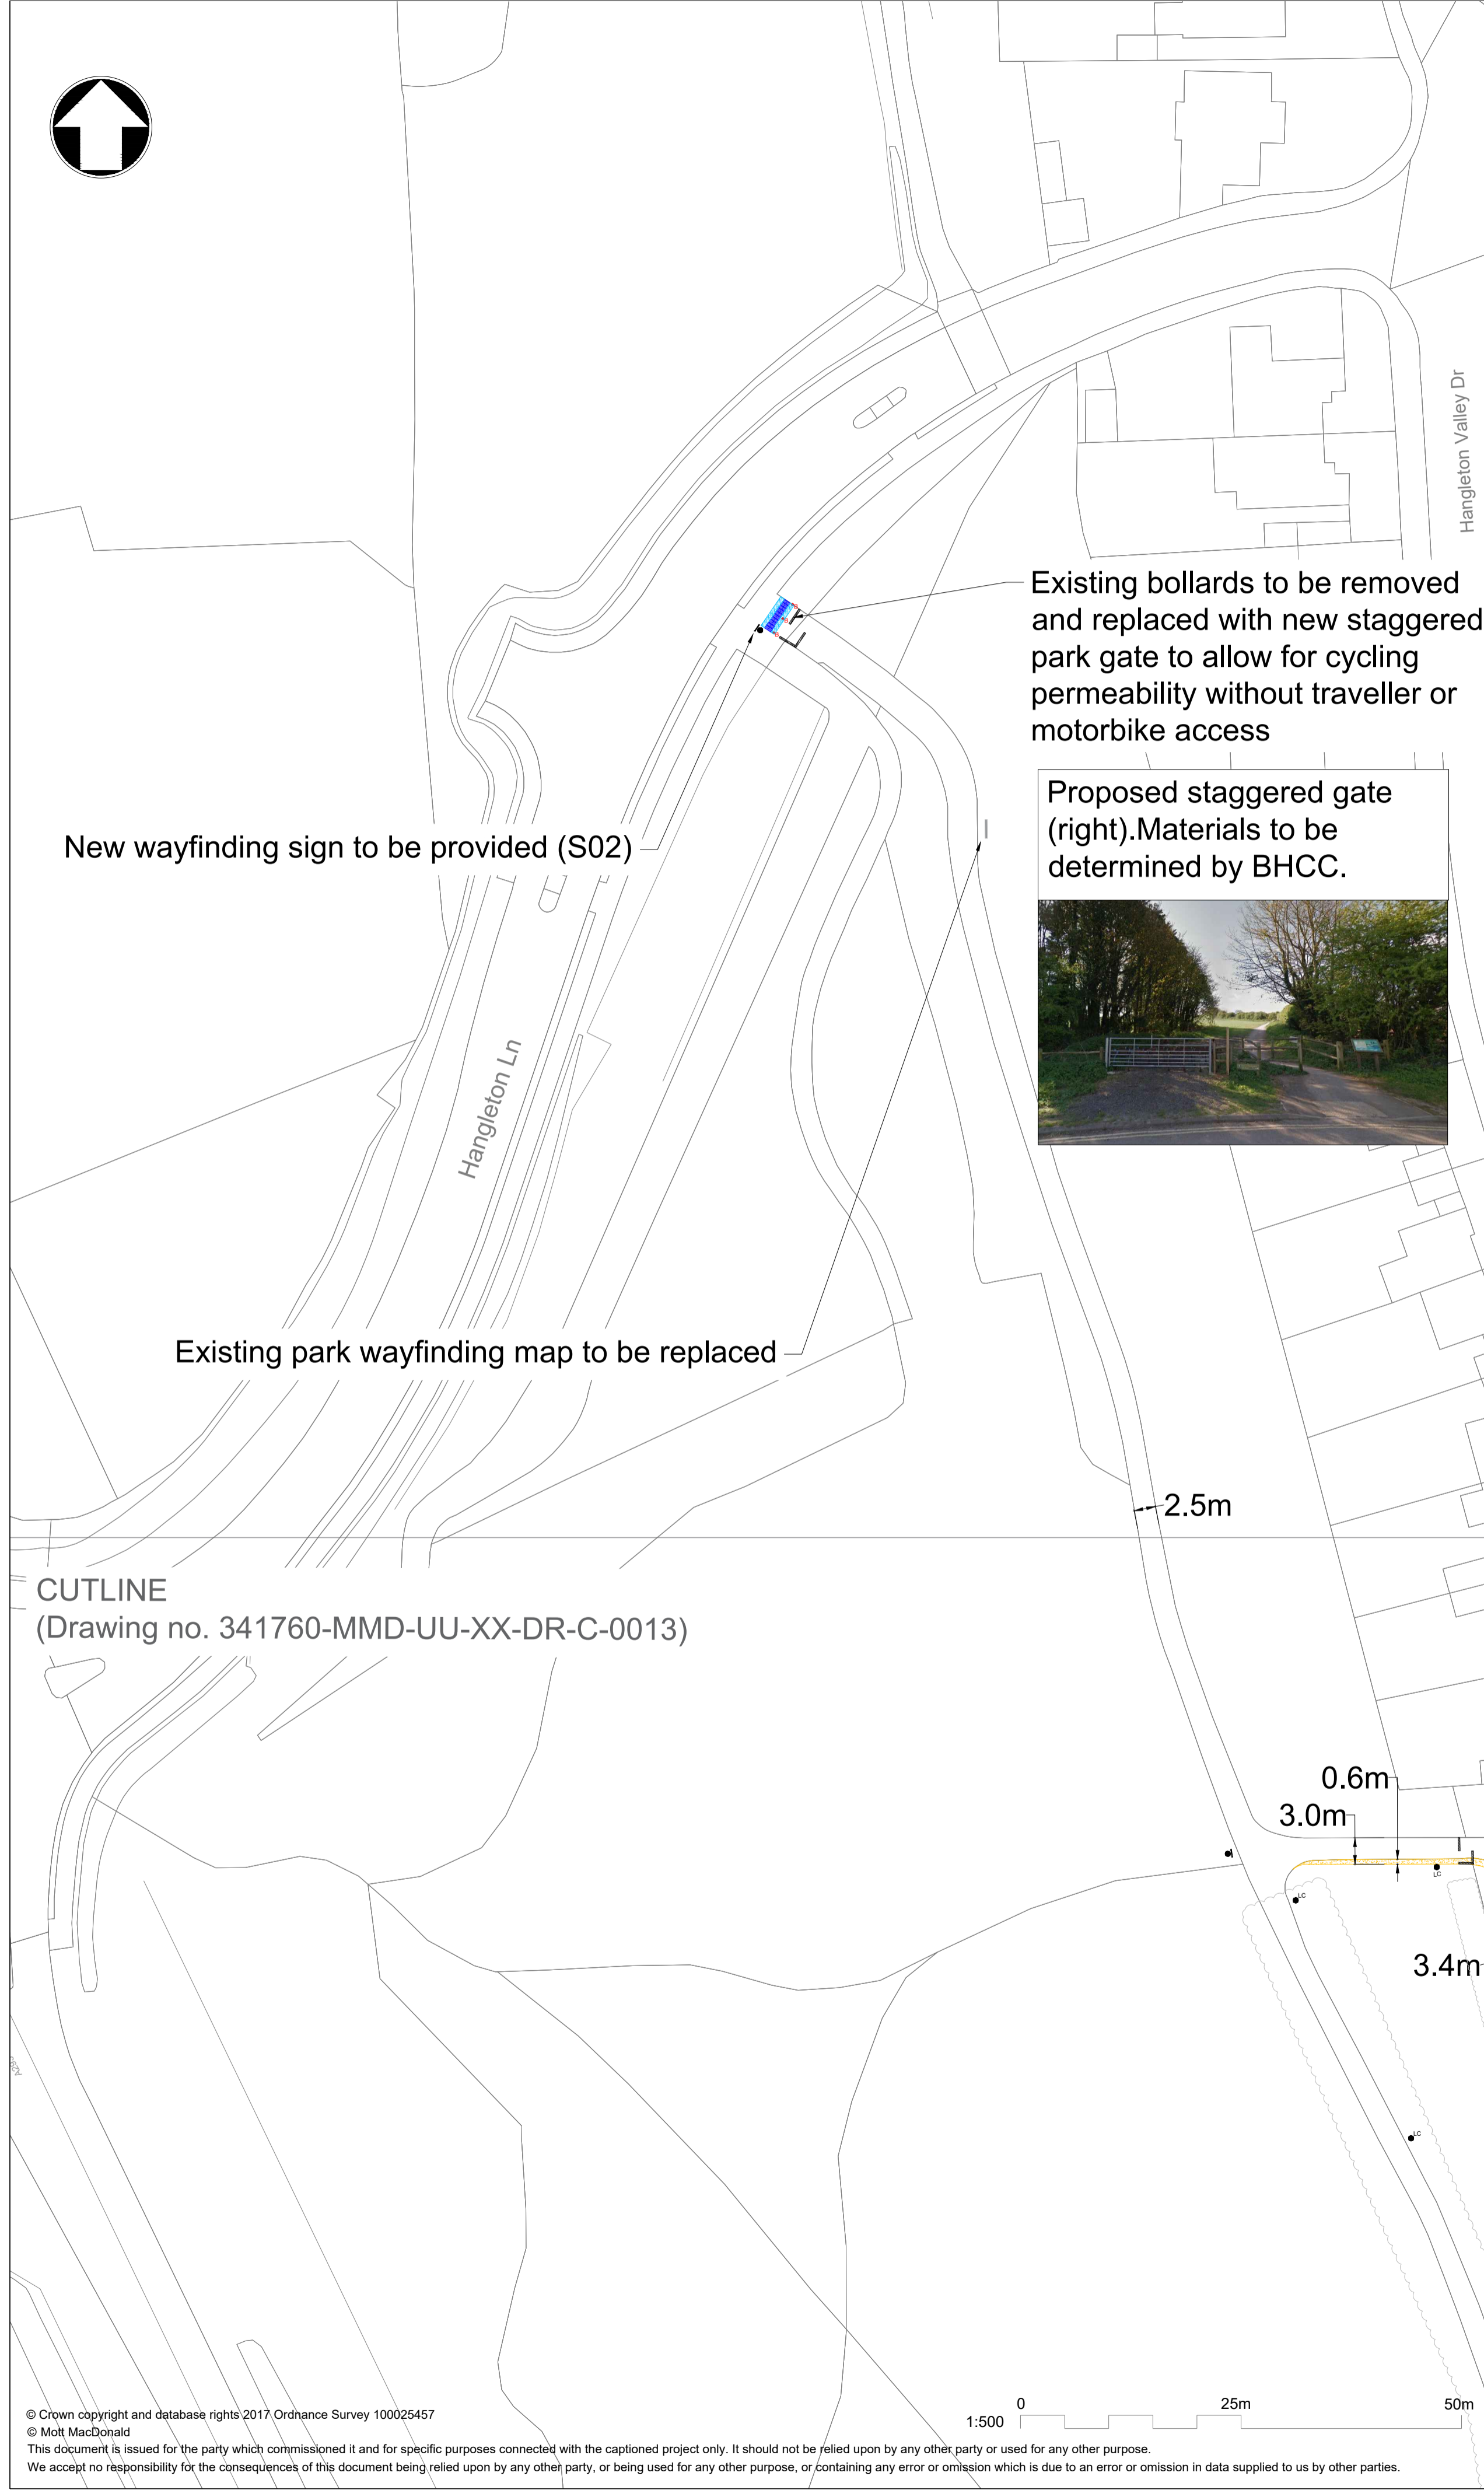 Hangleton Valley Dr
Existing bollards to be removed
and replaced with new staggered
park gate to allow for cycling
permeability without traveller or
motorbike access
Proposed staggered gate
(right).Materials to be
determined by BHCC.
New wayfinding sign to be provided (S02)
Hangleton Ln
Existing park wayfinding map to be replaced
2.5m
CUTLINE
(Drawing no. 341760-MMD-UU-XX-DR-C-0013)
0.6m
3.0m
LC
LC
3.4m
LC
0 25m 50m
1:500
© Crown copyright and database rights 2017 Ordnance Survey 100025457
© Mott MacDonald
This document is issued for the party which commissioned it and for specific purposes connected with the captioned project only. It should not be relied upon by any other party or used for any other purpose.
We accept no responsibility for the consequences of this document being relied upon by any other party, or being used for any other purpose, or containing any error or omission which is due to an error or omission in data supplied to us by other parties.